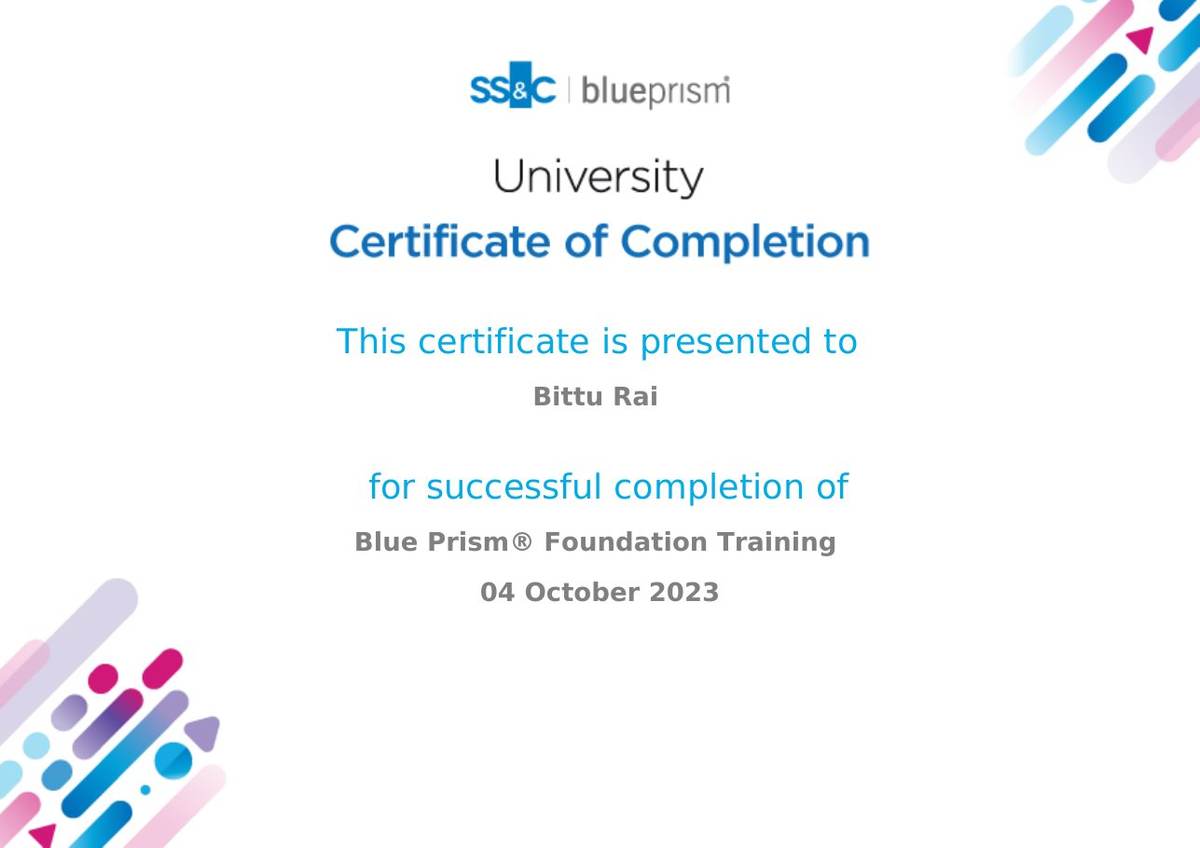 SS&C | blueprism
University
Certificate of Completion
This certificate is presented to
Bittu Rai
for successful completion of
Blue Prism® Foundation Training
04 October 2023